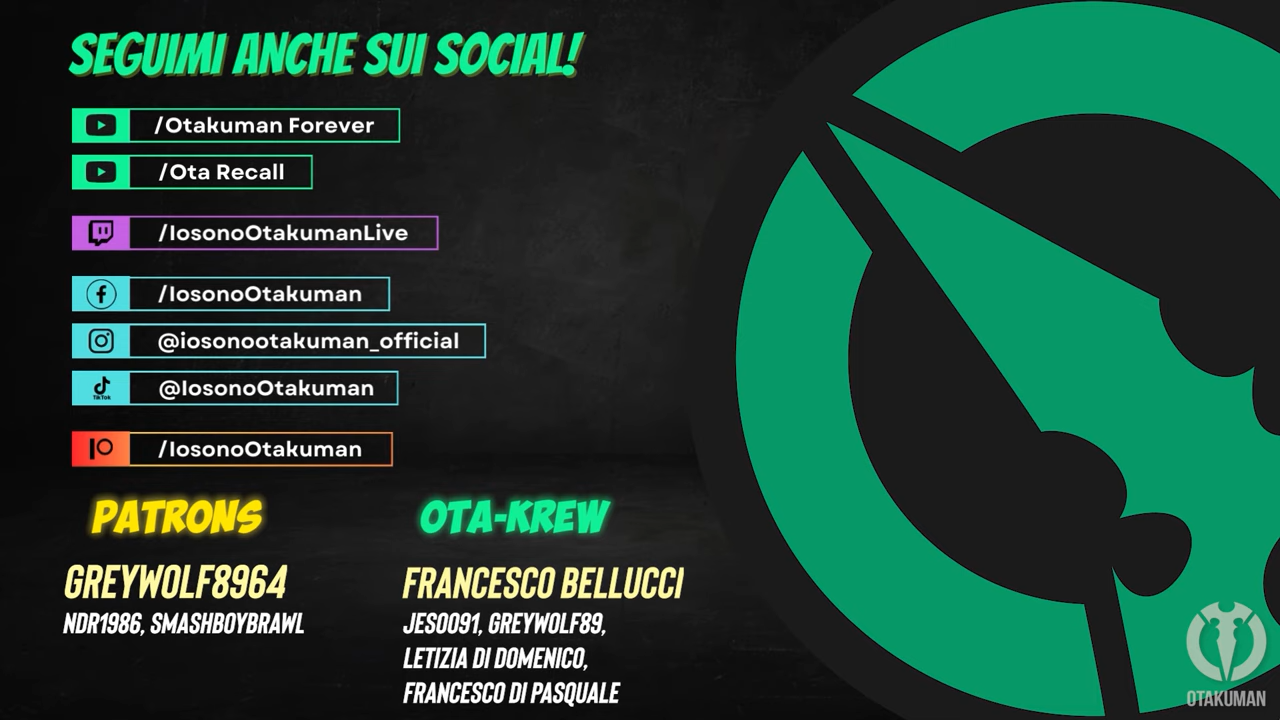 SEGUIMI ANCHE SUI SOCIAL!
/Otakuman Forever
/Ota Recall
/IosonoOtakumanLive
/IosonoOtakuman
@iosonootakuman_official
TikTok
@IosonoOtakuman
/IosonoOtakuman
PATRONS
GREYWOLF8964
NDR1986, SMASHBOYBRAWL
OTA-KREW
FRANCESCO BELLUCCI
JES0091, GREYWOLF89,
LETIZIA DI DOMENICO,
FRANCESCO DI PASQUALE
OTAKUMAN